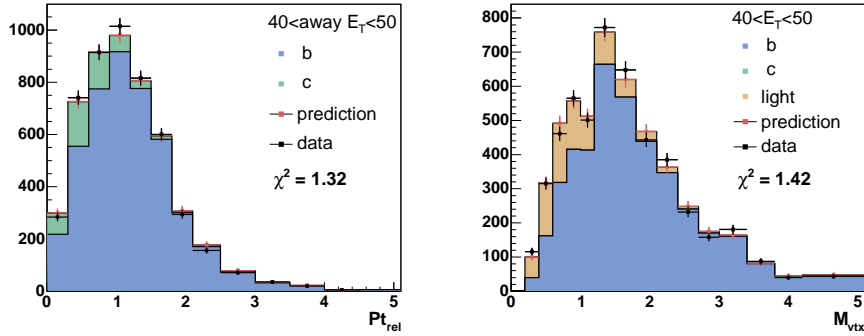 40<away E_T<50
b
c
prediction
data
χ² = 1.32
1000
800
600
400
200
0
0 1 2 3 4 5
Pt_rel
40<E_T<50
b
c
light
prediction
data
χ² = 1.42
800
700
600
500
400
300
200
100
0
0 1 2 3 4 5
M_vtx